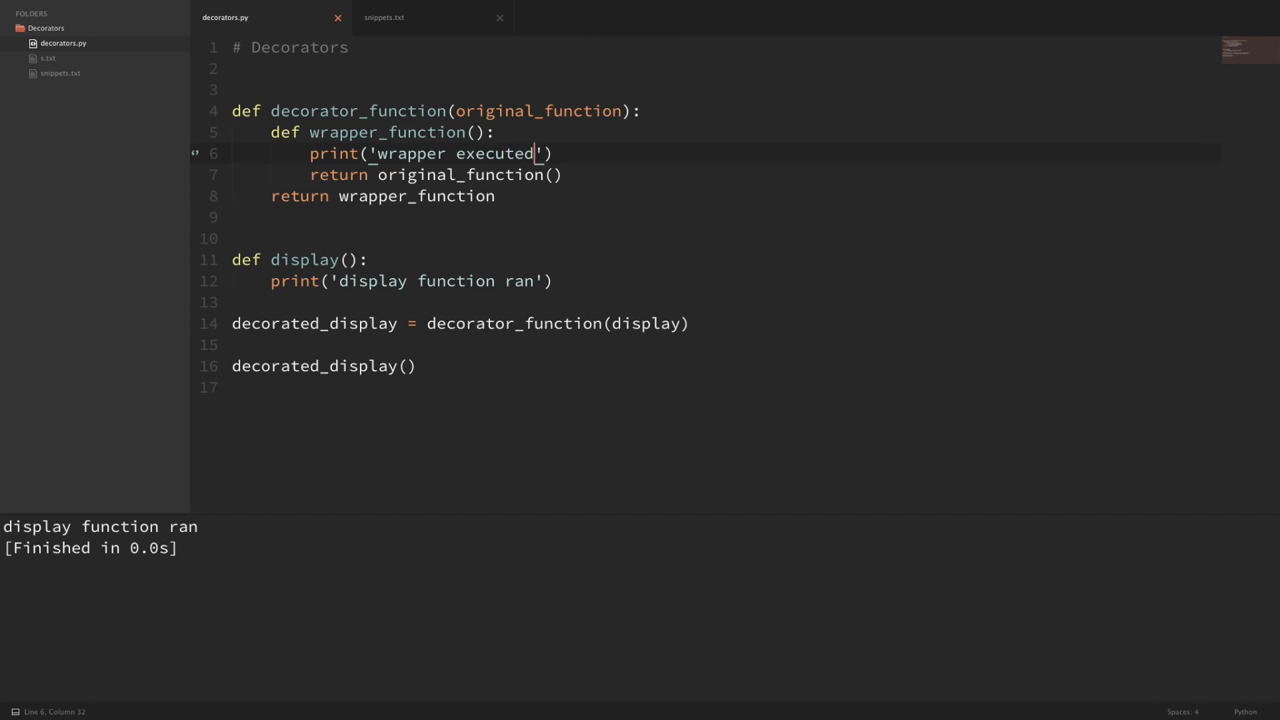 FOLDERS
Decorators
decorators.py
s.txt
snippets.txt
decorators.py
snippets.txt
1 # Decorators
2
3
4 def decorator_function(original_function):
5     def wrapper_function():
6         print('wrapper executed')
7         return original_function()
8     return wrapper_function
9
10
11 def display():
12     print('display function ran')
13
14 decorated_display = decorator_function(display)
15
16 decorated_display()
17
display function ran
[Finished in 0.0s]
Line 6, Column 32
Spaces: 4
Python